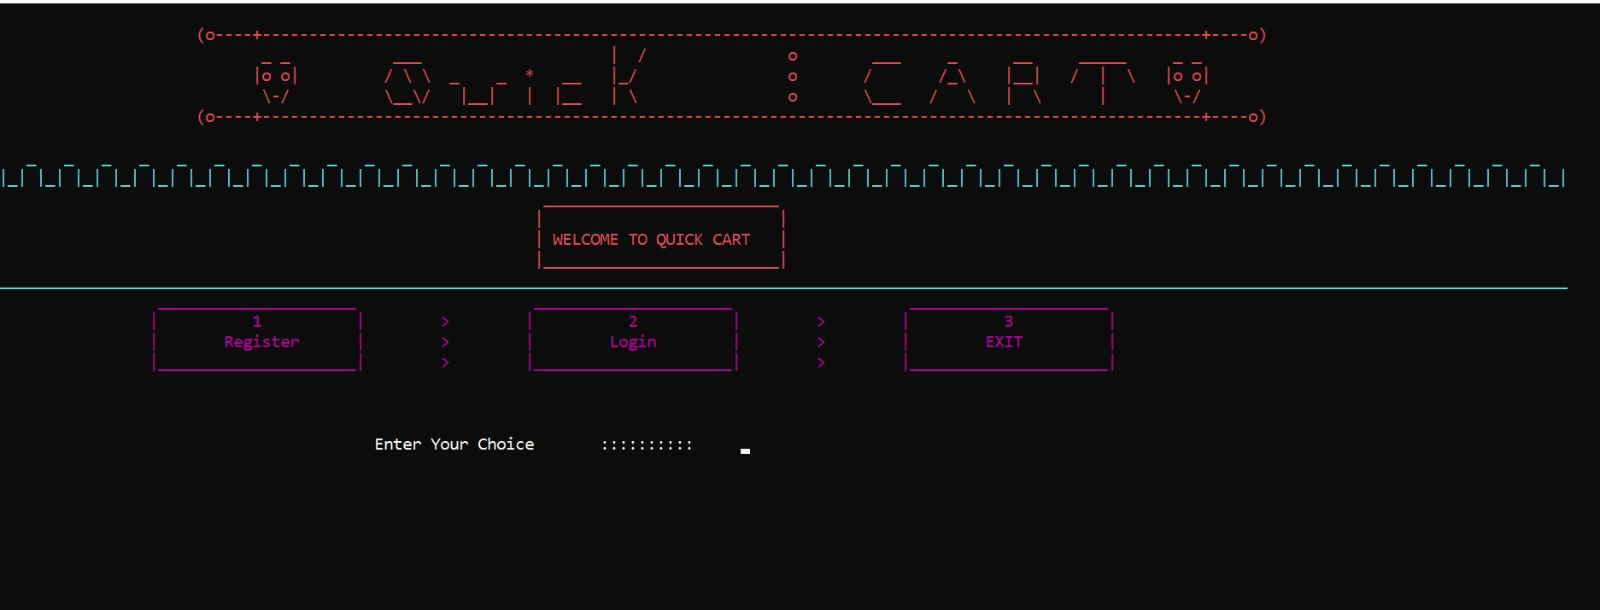 Quick : CART
WELCOME TO QUICK CART
1 > 2 > 3
Register > Login > EXIT
> >
Enter Your Choice ::::::::::